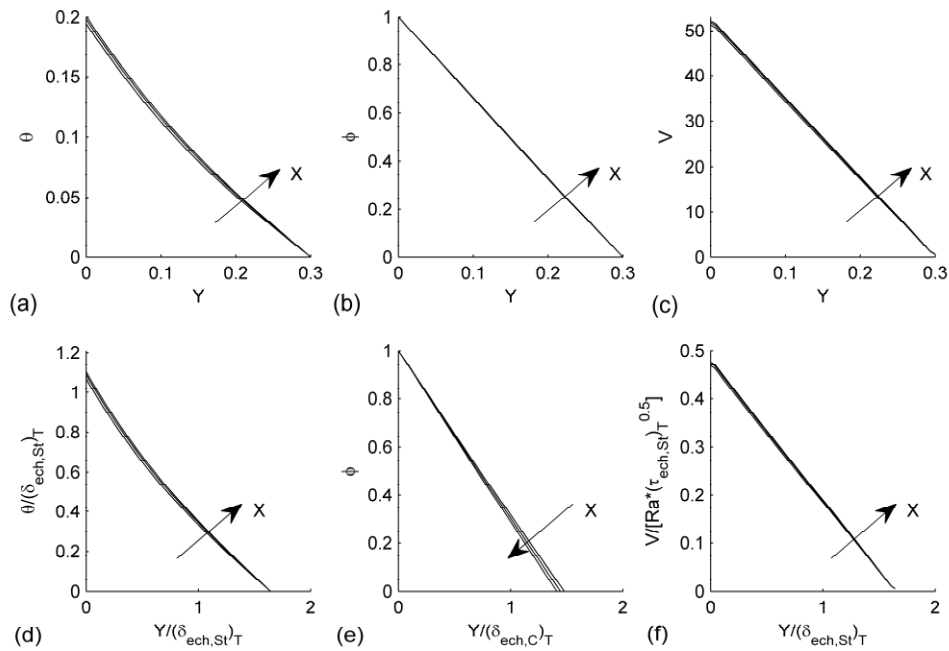 0.2
0.15
0.1
0.05
0
θ
X
0 0.1 0.2 0.3
Y
(a)
1
0.8
0.6
0.4
0.2
0
ϕ
X
0 0.1 0.2 0.3
Y
(b)
50
40
30
20
10
0
V
X
0 0.1 0.2 0.3
Y
(c)
1.2
1
0.8
0.6
0.4
0.2
0
θ/(δech,St)T
X
0 1 2
Y/(δech,St)T
(d)
1
0.8
0.6
0.4
0.2
0
ϕ
X
0 1 2
Y/(δech,C)T
(e)
0.5
0.4
0.3
0.2
0.1
0
V/[Ra*(τech,St)T0.5]
X
0 1 2
Y/(δech,St)T
(f)